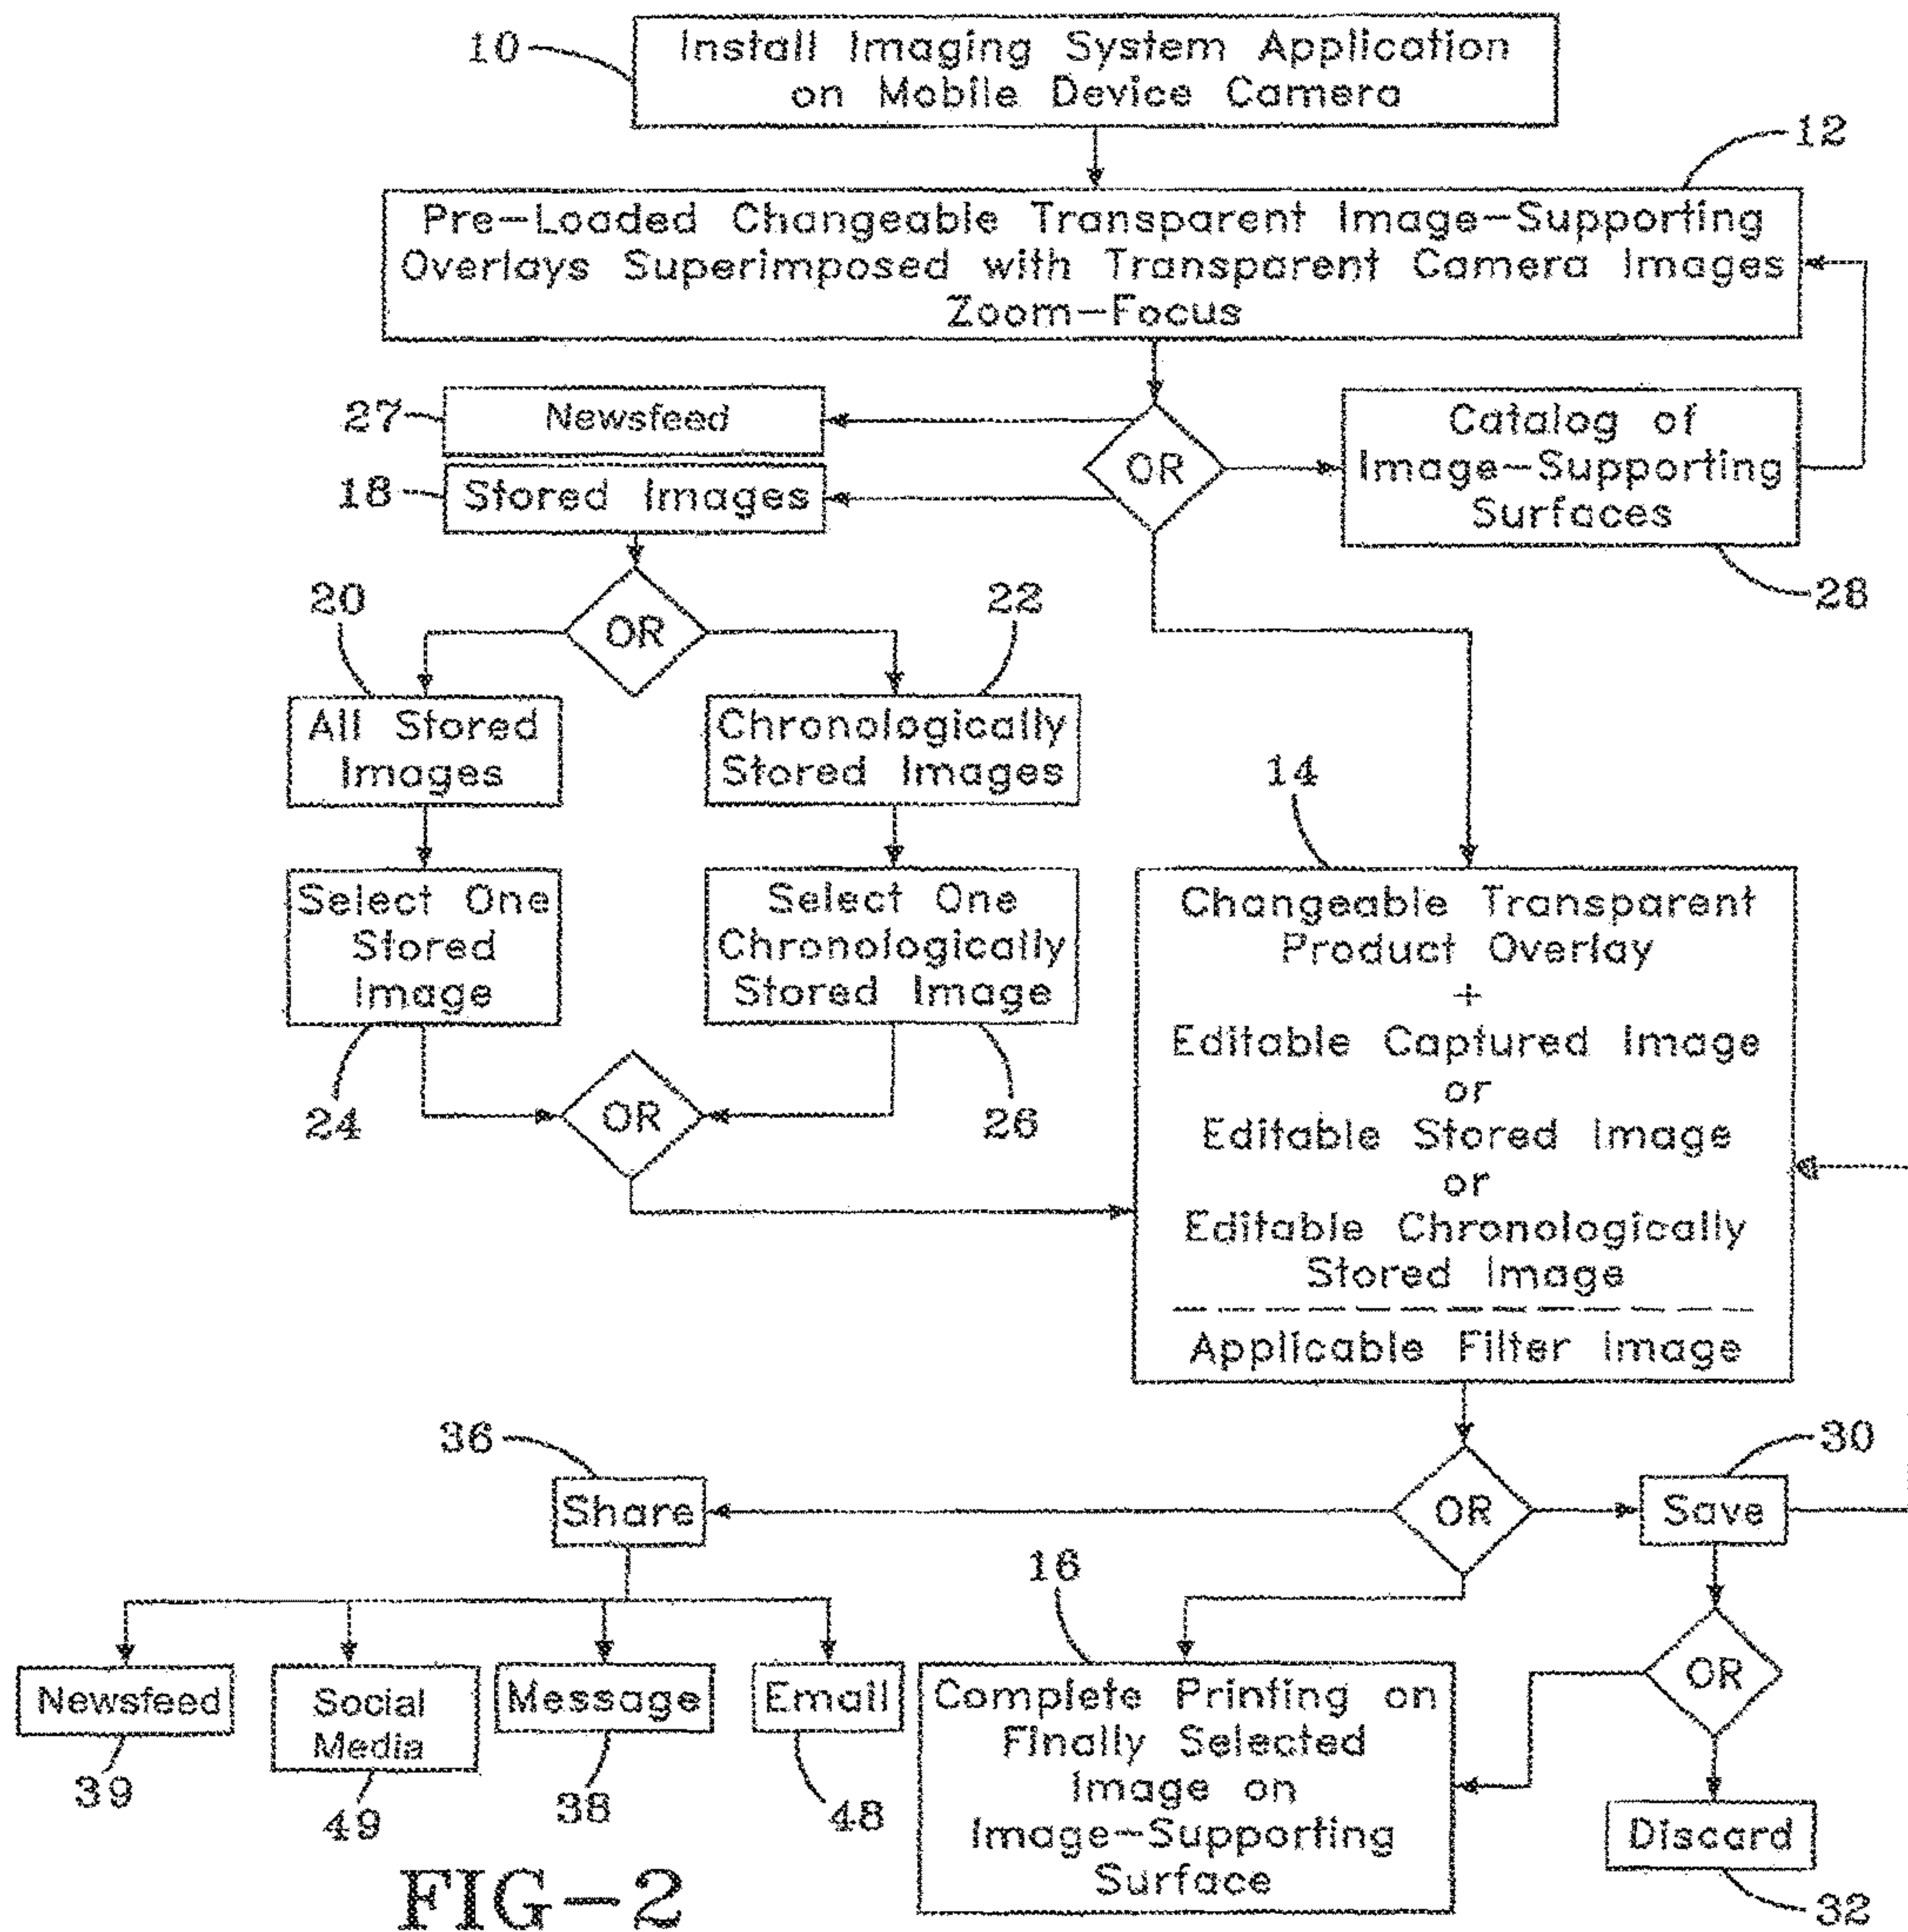 10
Install Imaging System Application
on Mobile Device Camera
12
Pre-Loaded Changeable Transparent Image-Supporting
Overlays Superimposed with Transparent Camera Images
Zoom-Focus
27
Newsfeed
18
Stored Images
OR
Catalog of
Image-Supporting
Surfaces
28
OR
20
22
All Stored
Images
Chronologically
Stored Images
Select One
Stored
Image
24
Select One
Chronologically
Stored Image
26
OR
14
Changeable Transparent
Product Overlay
+
Editable Captured Image
or
Editable Stored Image
or
Editable Chronologically
Stored Image
Applicable Filter Image
OR
36
Share
30
Save
OR
Newsfeed
39
Social
Media
49
Message
38
Email
48
16
Complete Printing on
Finally Selected
Image on
Image-Supporting
Surface
Discard
32
FIG-2